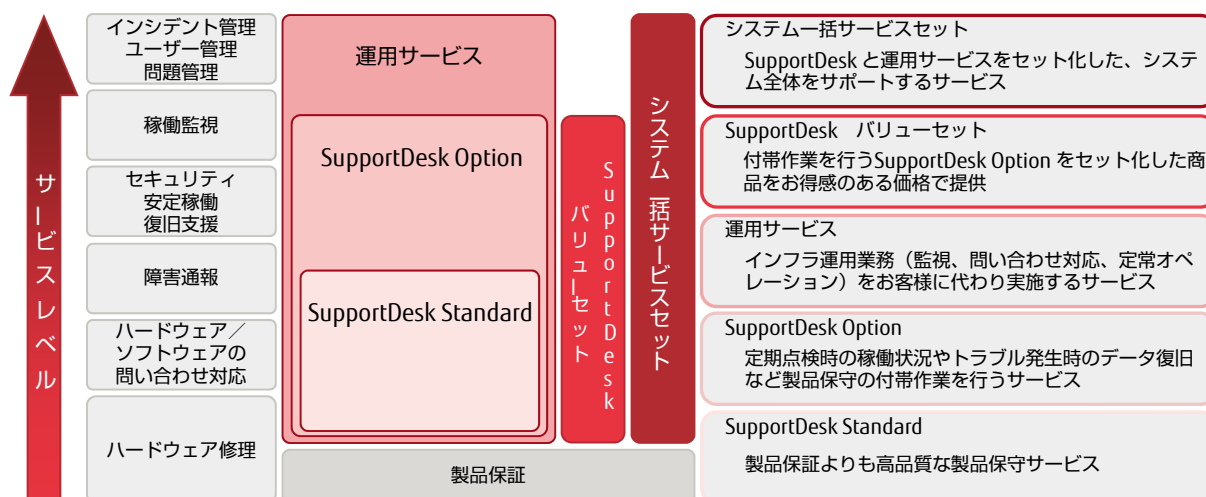 サービスレベル
インシデント管理
ユーザー管理
問題管理
稼働監視
セキュリティ
安定稼働
復旧支援
障害通報
ハードウェア／
ソフトウェアの
問い合わせ対応
ハードウェア修理
運用サービス
SupportDesk Option
SupportDesk Standard
製品保証
SupportDesk
バリューセット
システム一括サービスセット
システム一括サービスセット
SupportDesk と運用サービスをセット化した、システ
ム全体をサポートするサービス
SupportDesk　バリューセット
付帯作業を行うSupportDesk Option をセット化した商
品をお得感のある価格で提供
運用サービス
インフラ運用業務（監視、問い合わせ対応、定常オペ
レーション）をお客様に代わり実施するサービス
SupportDesk Option
定期点検時の稼働状況やトラブル発生時のデータ復旧
など製品保守の付帯作業を行うサービス
SupportDesk Standard
製品保証よりも高品質な製品保守サービス